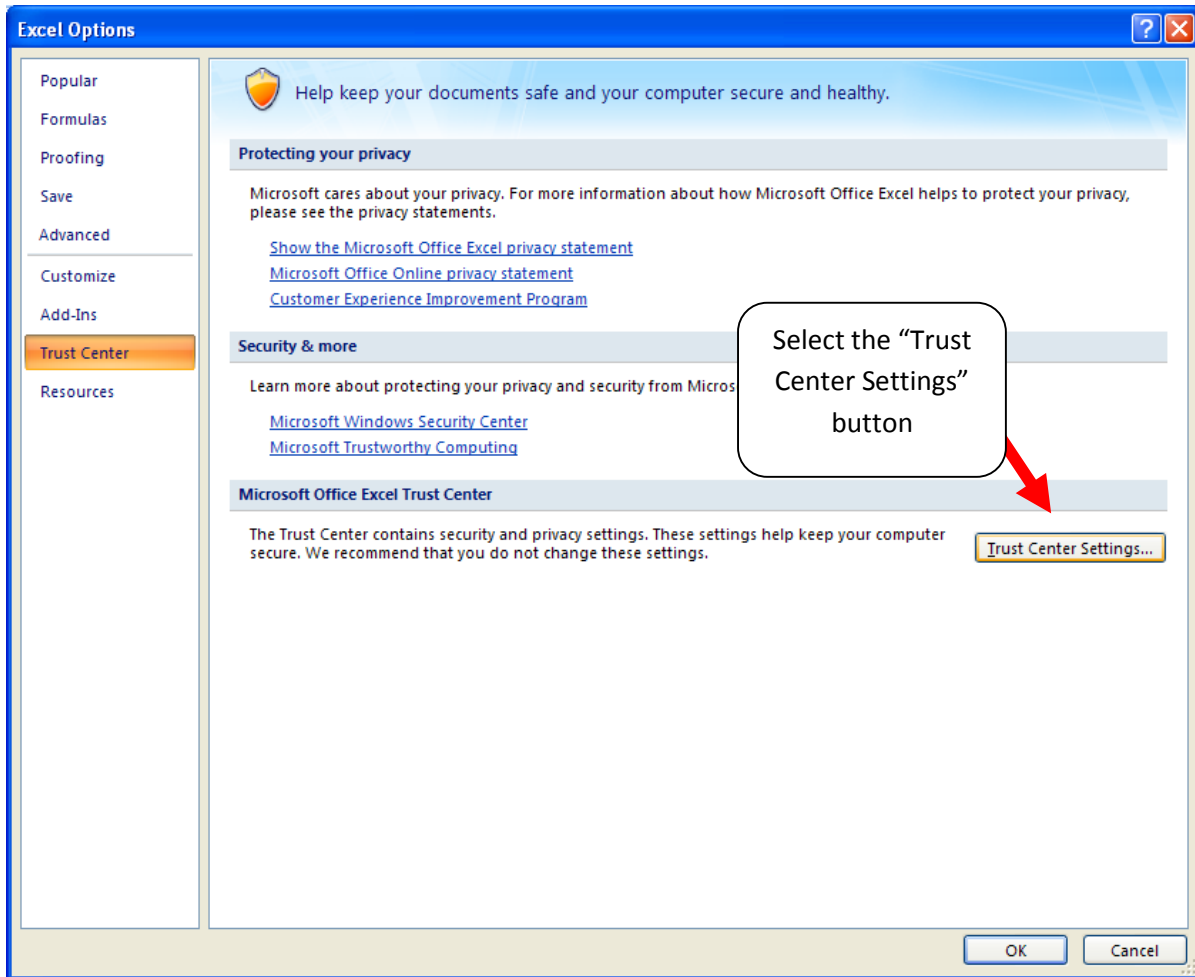 Excel Options
Popular
Formulas
Proofing
Save
Advanced
Customize
Add-Ins
Trust Center
Resources
Help keep your documents safe and your computer secure and healthy.
Protecting your privacy
Microsoft cares about your privacy. For more information about how Microsoft Office Excel helps to protect your privacy,
please see the privacy statements.
Show the Microsoft Office Excel privacy statement
Microsoft Office Online privacy statement
Customer Experience Improvement Program
Security & more
Learn more about protecting your privacy and security from Micros
Microsoft Windows Security Center
Microsoft Trustworthy Computing
Select the “Trust
Center Settings”
button
Microsoft Office Excel Trust Center
The Trust Center contains security and privacy settings. These settings help keep your computer
secure. We recommend that you do not change these settings.
Trust Center Settings...
OK
Cancel